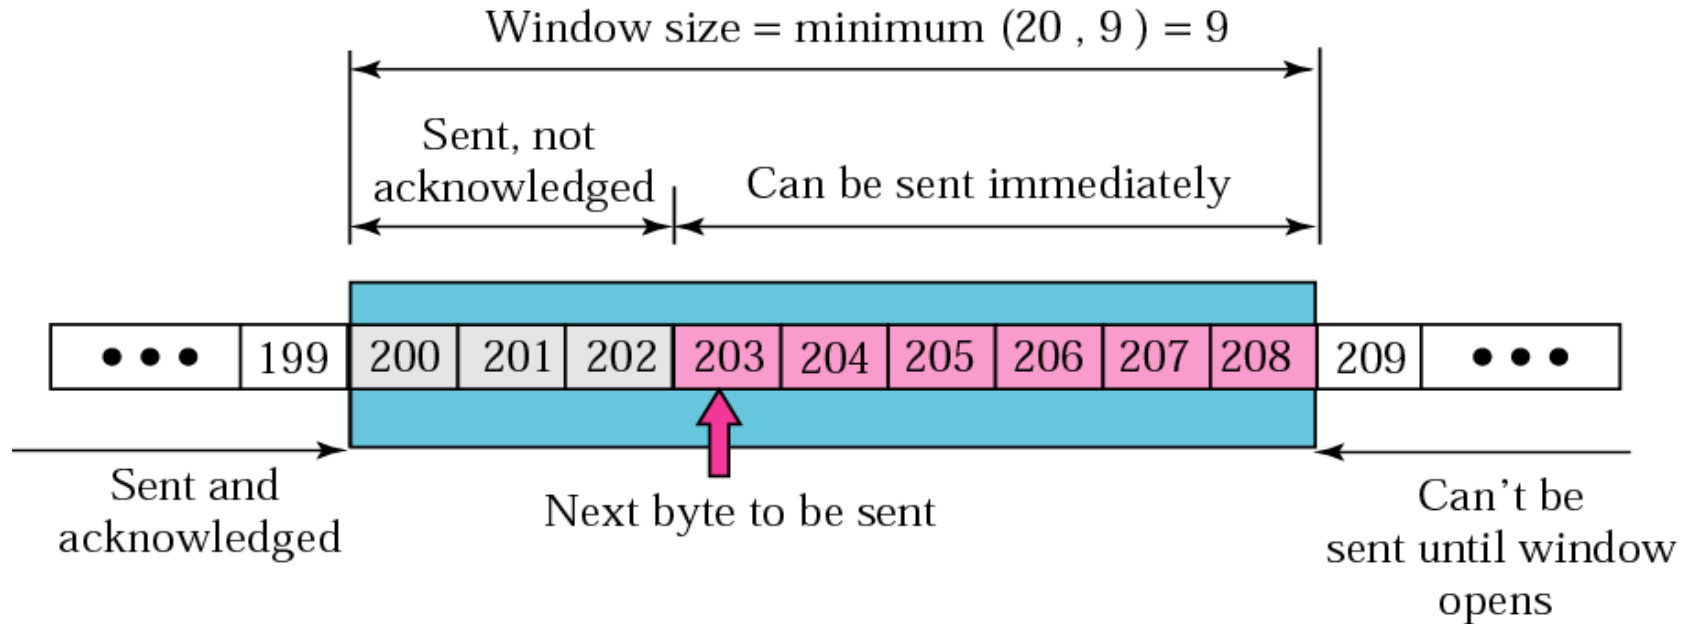 Window size = minimum (20 , 9 ) = 9
Sent, not
acknowledged
Can be sent immediately
••• 199 200 201 202 203 204 205 206 207 208 209 •••
Sent and
acknowledged
Next byte to be sent
Can't be
sent until window
opens